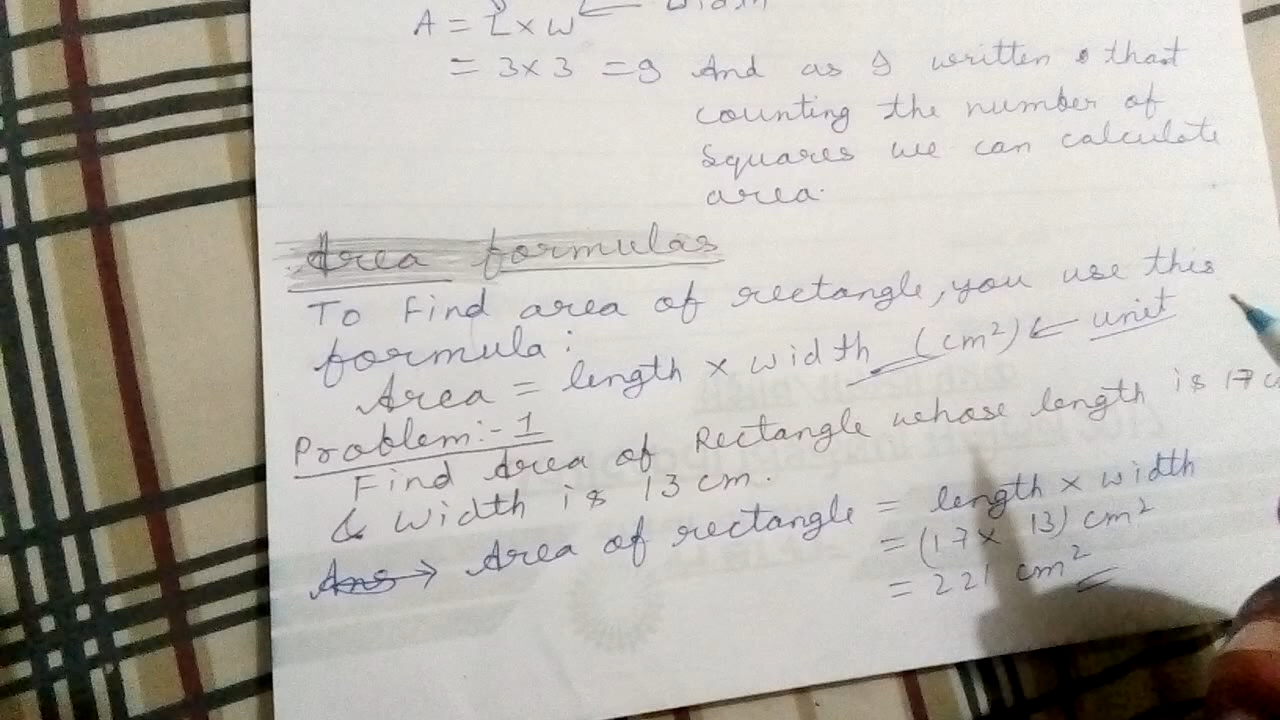 A = L × W ← Width
= 3 × 3 = 9 And as I written that
counting the number of
squares we can calculate
area.
Area formulas
To Find area of rectangle, you use this
formula:
Area = length × width (cm²) ← unit
Problem:- 1
Find Area of Rectangle whose length is 17 c
& width is 13 cm.
Ans → Area of rectangle = length × width
= (17 × 13) cm²
= 221 cm²